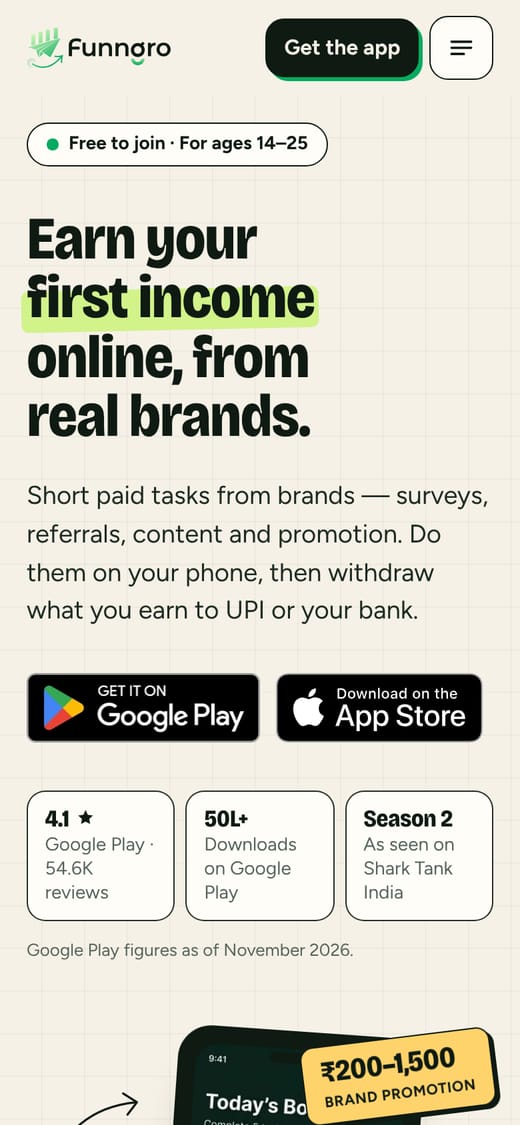 Funngro
Get the app
Free to join · For ages 14–25
Earn your
first income
online, from
real brands.
Short paid tasks from brands — surveys,
referrals, content and promotion. Do
them on your phone, then withdraw
what you earn to UPI or your bank.
GET IT ON
Google Play
Download on the
App Store
4.1 ★
Google Play ·
54.6K
reviews
50L+
Downloads
on Google
Play
Season 2
As seen on
Shark Tank
India
Google Play figures as of November 2026.
9:41
₹200–1,500
BRAND PROMOTION
Today's Bo